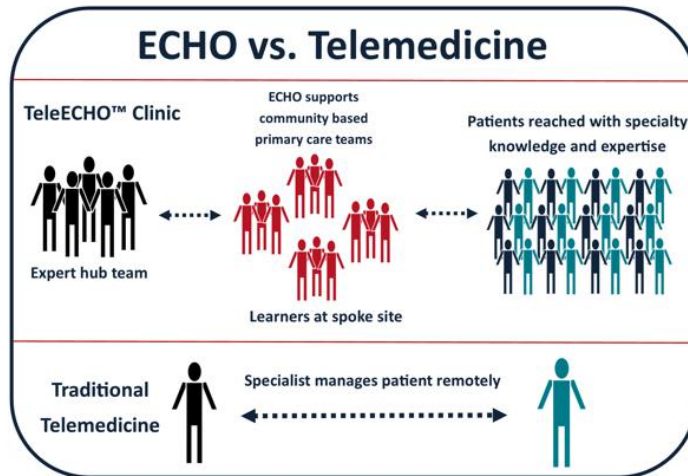 ECHO vs. Telemedicine
TeleECHO™ Clinic
ECHO supports
community based
primary care teams
Patients reached with specialty
knowledge and expertise
Expert hub team
Learners at spoke site
Traditional
Telemedicine
Specialist manages patient remotely